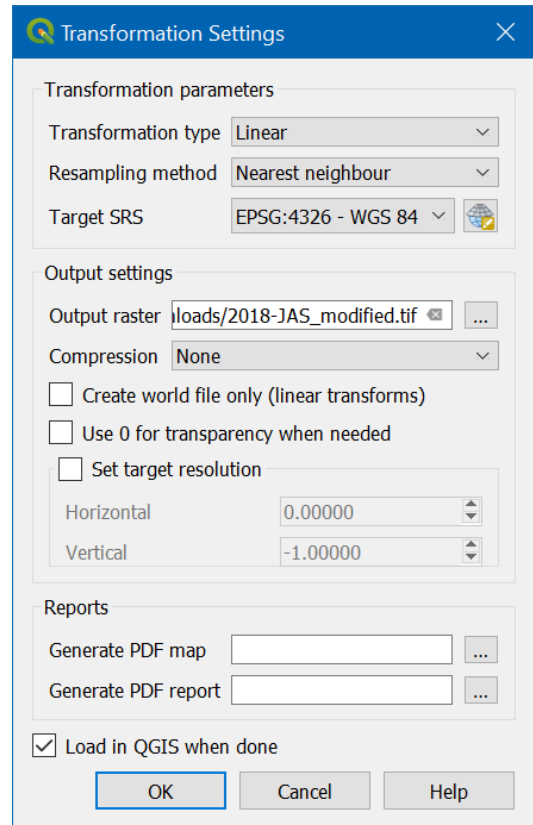 Transformation Settings
Transformation parameters
Transformation type Linear
Resampling method Nearest neighbour
Target SRS EPSG:4326 - WGS 84
Output settings
Output raster loads/2018-JAS_modified.tif ...
Compression None
Create world file only (linear transforms)
Use 0 for transparency when needed
Set target resolution
Horizontal 0.00000
Vertical -1.00000
Reports
Generate PDF map ...
Generate PDF report ...
Load in QGIS when done
OK Cancel Help